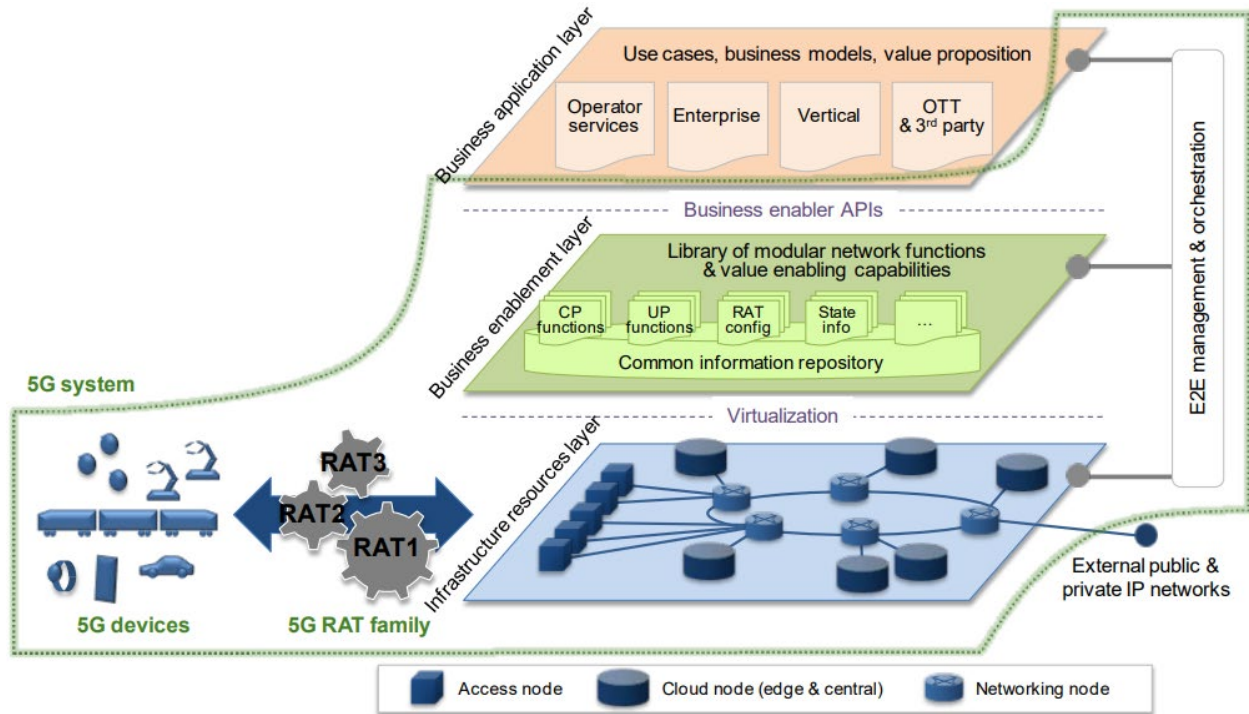 Business application layer
Use cases, business models, value proposition
Operator
services
Enterprise
Vertical
OTT
& 3rd party
Business enabler APIs
Business enablement layer
Library of modular network functions
& value enabling capabilities
CP
functions
UP
functions
RAT
config
State
info
...
Common information repository
E2E management & orchestration
5G system
Virtualization
Infrastructure resources layer
RAT3
RAT2
RAT1
5G devices
5G RAT family
External public &
private IP networks
Access node
Cloud node (edge & central)
Networking node